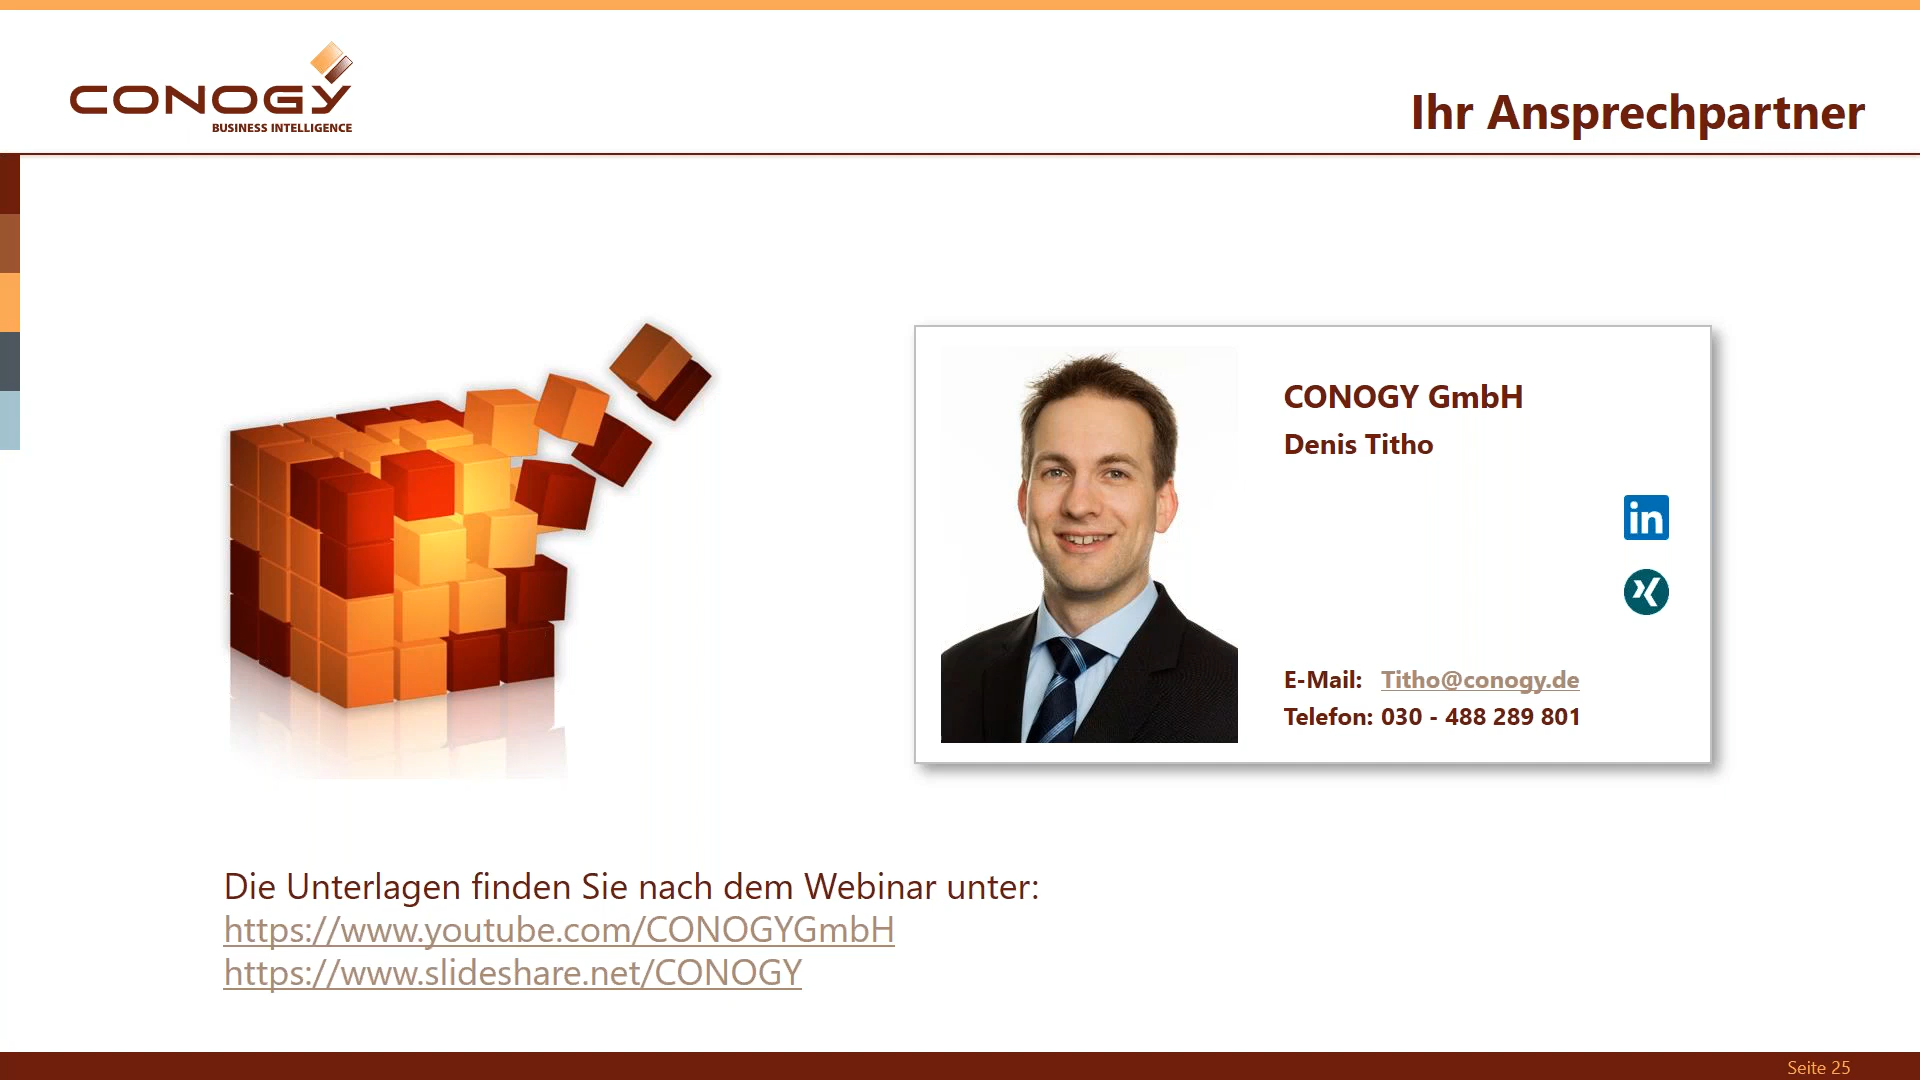 CONOGY
BUSINESS INTELLIGENCE
Ihr Ansprechpartner
CONOGY GmbH
Denis Titho
in
E-Mail: Titho@conogy.de
Telefon: 030 - 488 289 801
Die Unterlagen finden Sie nach dem Webinar unter:
https://www.youtube.com/CONOGYGmbH
https://www.slideshare.net/CONOGY
Seite 25